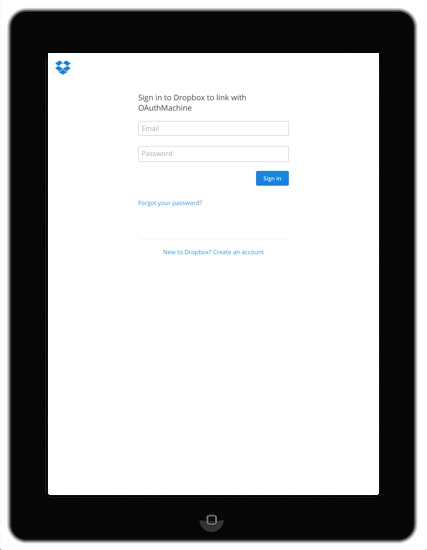 Sign in to Dropbox to link with
OAuthMachine
Email
Password
Sign in
Forgot your password?
New to Dropbox? Create an account